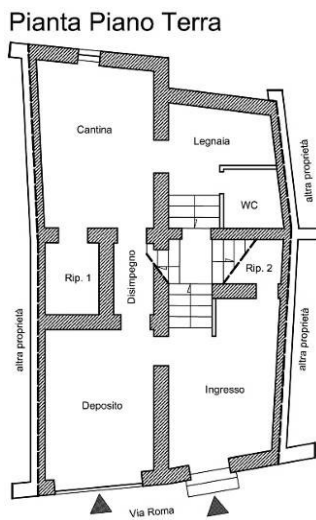 Pianta Piano Terra
Cantina
Legnaia
altra proprietà
WC
Rip. 1
Disimpegno
Rip. 2
altra proprietà
altra proprietà
Deposito
Ingresso
Via Roma